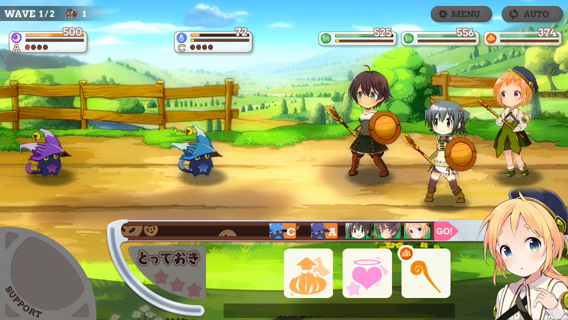 WAVE 1/2 1
MENU
AUTO
500
A
72
C
525
556
374
C
A
GO!
とっておき
SUPPORT